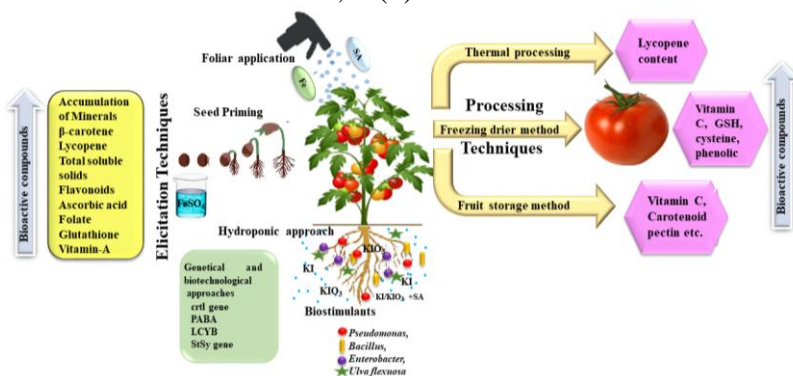 Foliar application
SA
Fe
Bioactive compounds
Accumulation
of Minerals
β-carotene
Lycopene
Total soluble
solids
Flavonoids
Ascorbic acid
Folate
Glutathione
Vitamin-A
Elicitation Techniques
Seed Priming
FeSO4
Hydroponic approach
KIO3
KI
KI
KIO3
KI/KIO3 +SA
Biostimulants
Genetical and
biotechnological
approaches
crtI gene
PABA
LCYB
StSy gene
Pseudomonas,
Bacillus,
Enterobacter,
Ulva flexuosa
Thermal processing
Processing
Freezing drier method
Techniques
Fruit storage method
Lycopene
content
Vitamin
C, GSH,
cysteine,
phenolic
Vitamin C,
Carotenoid
pectin etc.
Bioactive compounds